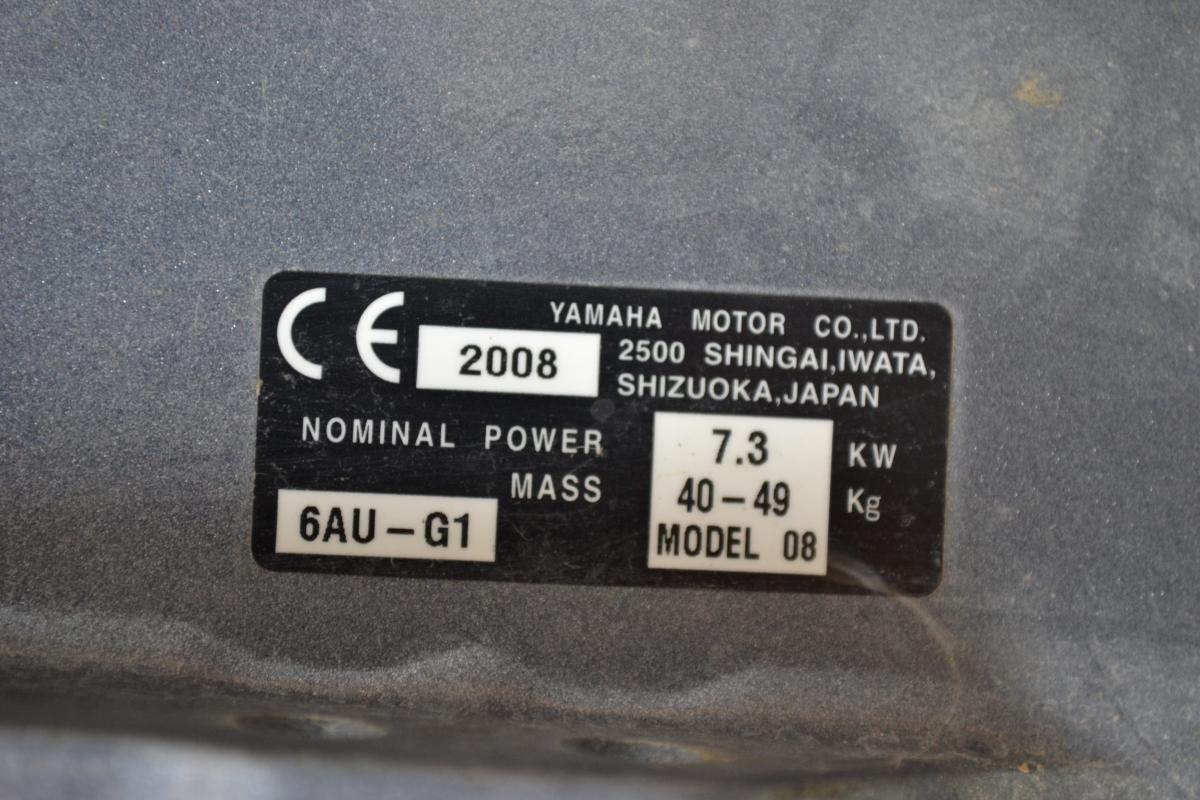 CE 2008
YAMAHA MOTOR CO.,LTD.
2500 SHINGAI,IWATA,
SHIZUOKA,JAPAN
NOMINAL POWER 7.3 KW
MASS 40-49 Kg
6AU-G1 MODEL 08